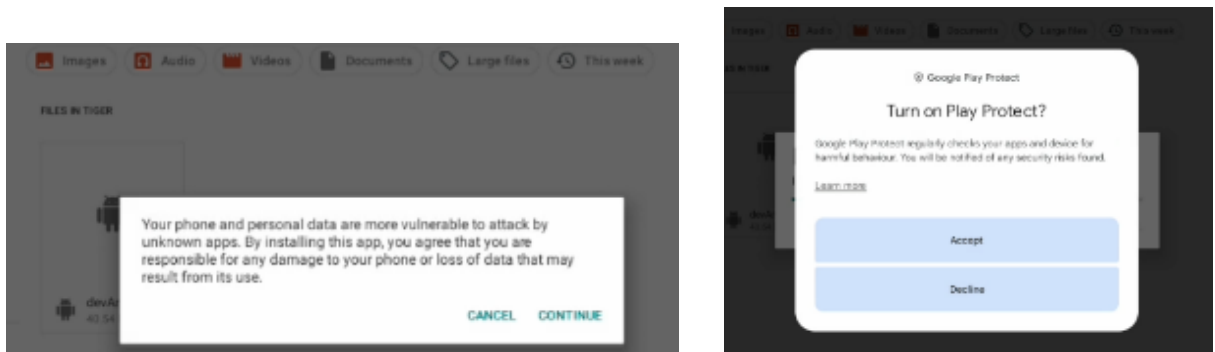 Images Audio Videos Documents Large files This week
FILES IN TIGER
Your phone and personal data are more vulnerable to attack by
unknown apps. By installing this app, you agree that you are
responsible for any damage to your phone or loss of data that may
result from its use.
CANCEL CONTINUE
Images Audio Videos Documents Large files This week
Google Play Protect
Turn on Play Protect?
Google Play Protect regularly checks your apps and device for
harmful behaviour. You will be notified of any security risks found.
Learn more
Accept
Decline